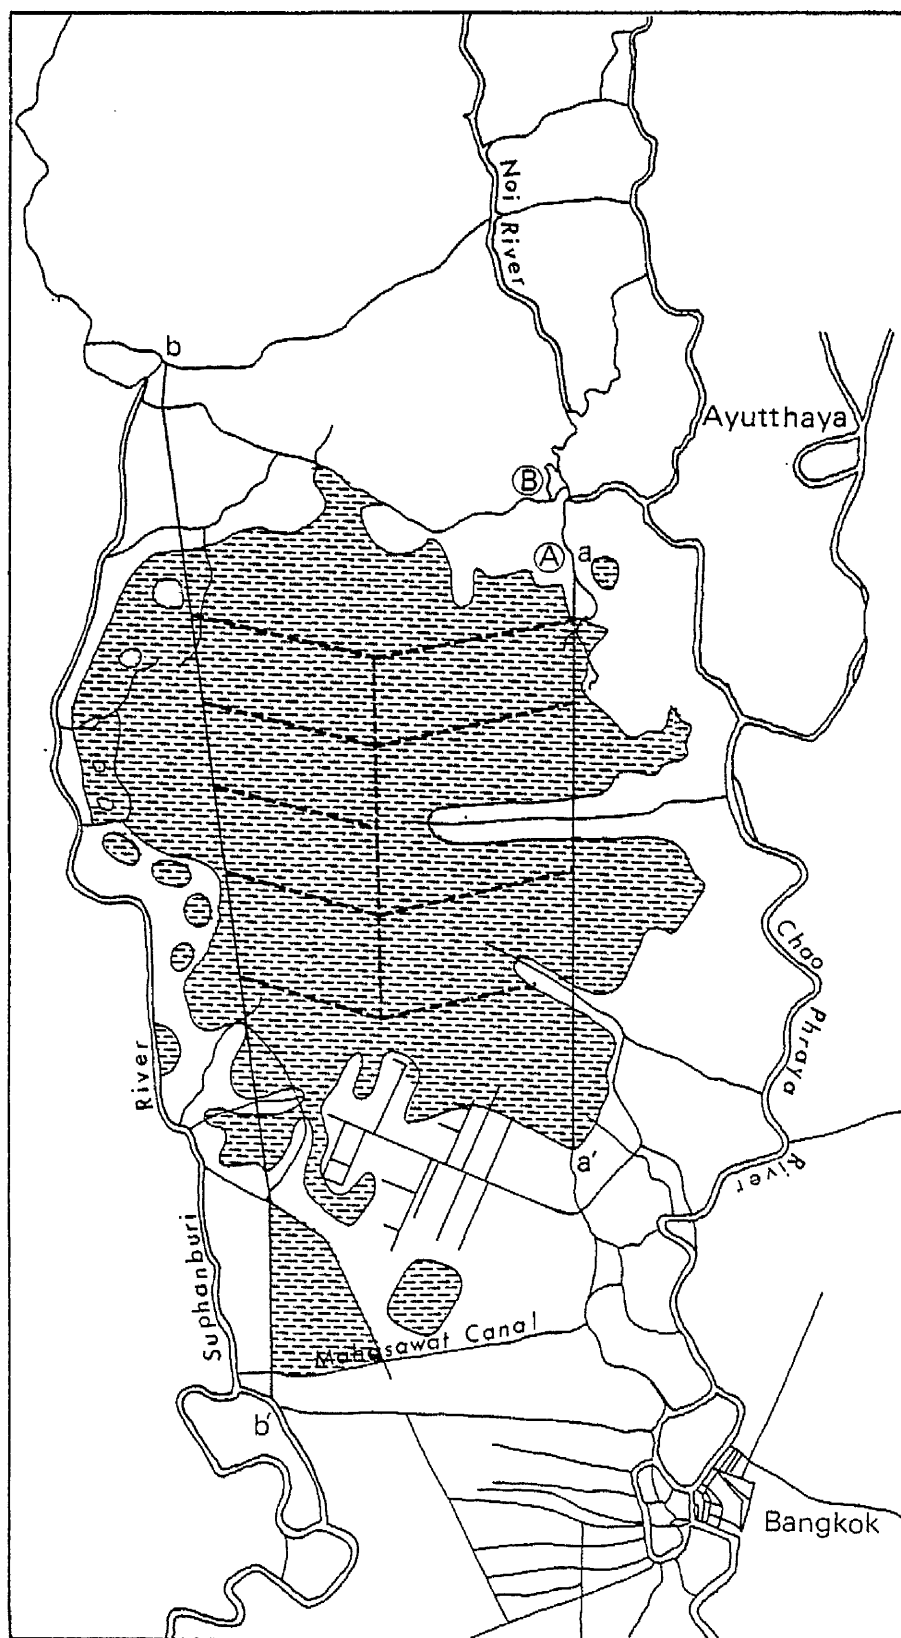 Noi River
b
Ayutthaya
B
A
a
Chao Phraya River
River
a'
Suphanburi
Mahasawat Canal
b'
Bangkok